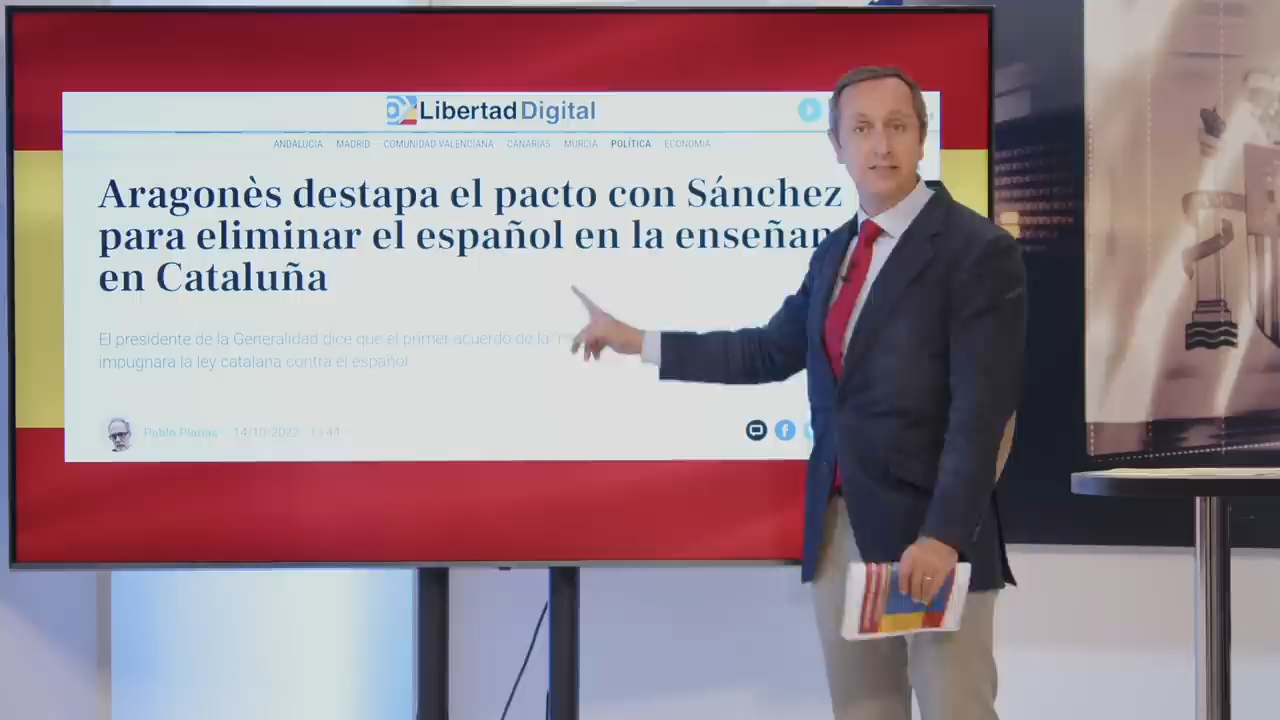 Libertad Digital
ANDALUCÍA MADRID COMUNIDAD VALENCIANA CANARIAS MURCIA POLÍTICA ECONOMÍA
Aragonès destapa el pacto con Sánchez
para eliminar el español en la enseñan
en Cataluña
El presidente de la Generalidad dice que el primer acuerdo de la
impugnara la ley catalana contra el español
Pablo Planas 14/10/2022 - 13:44